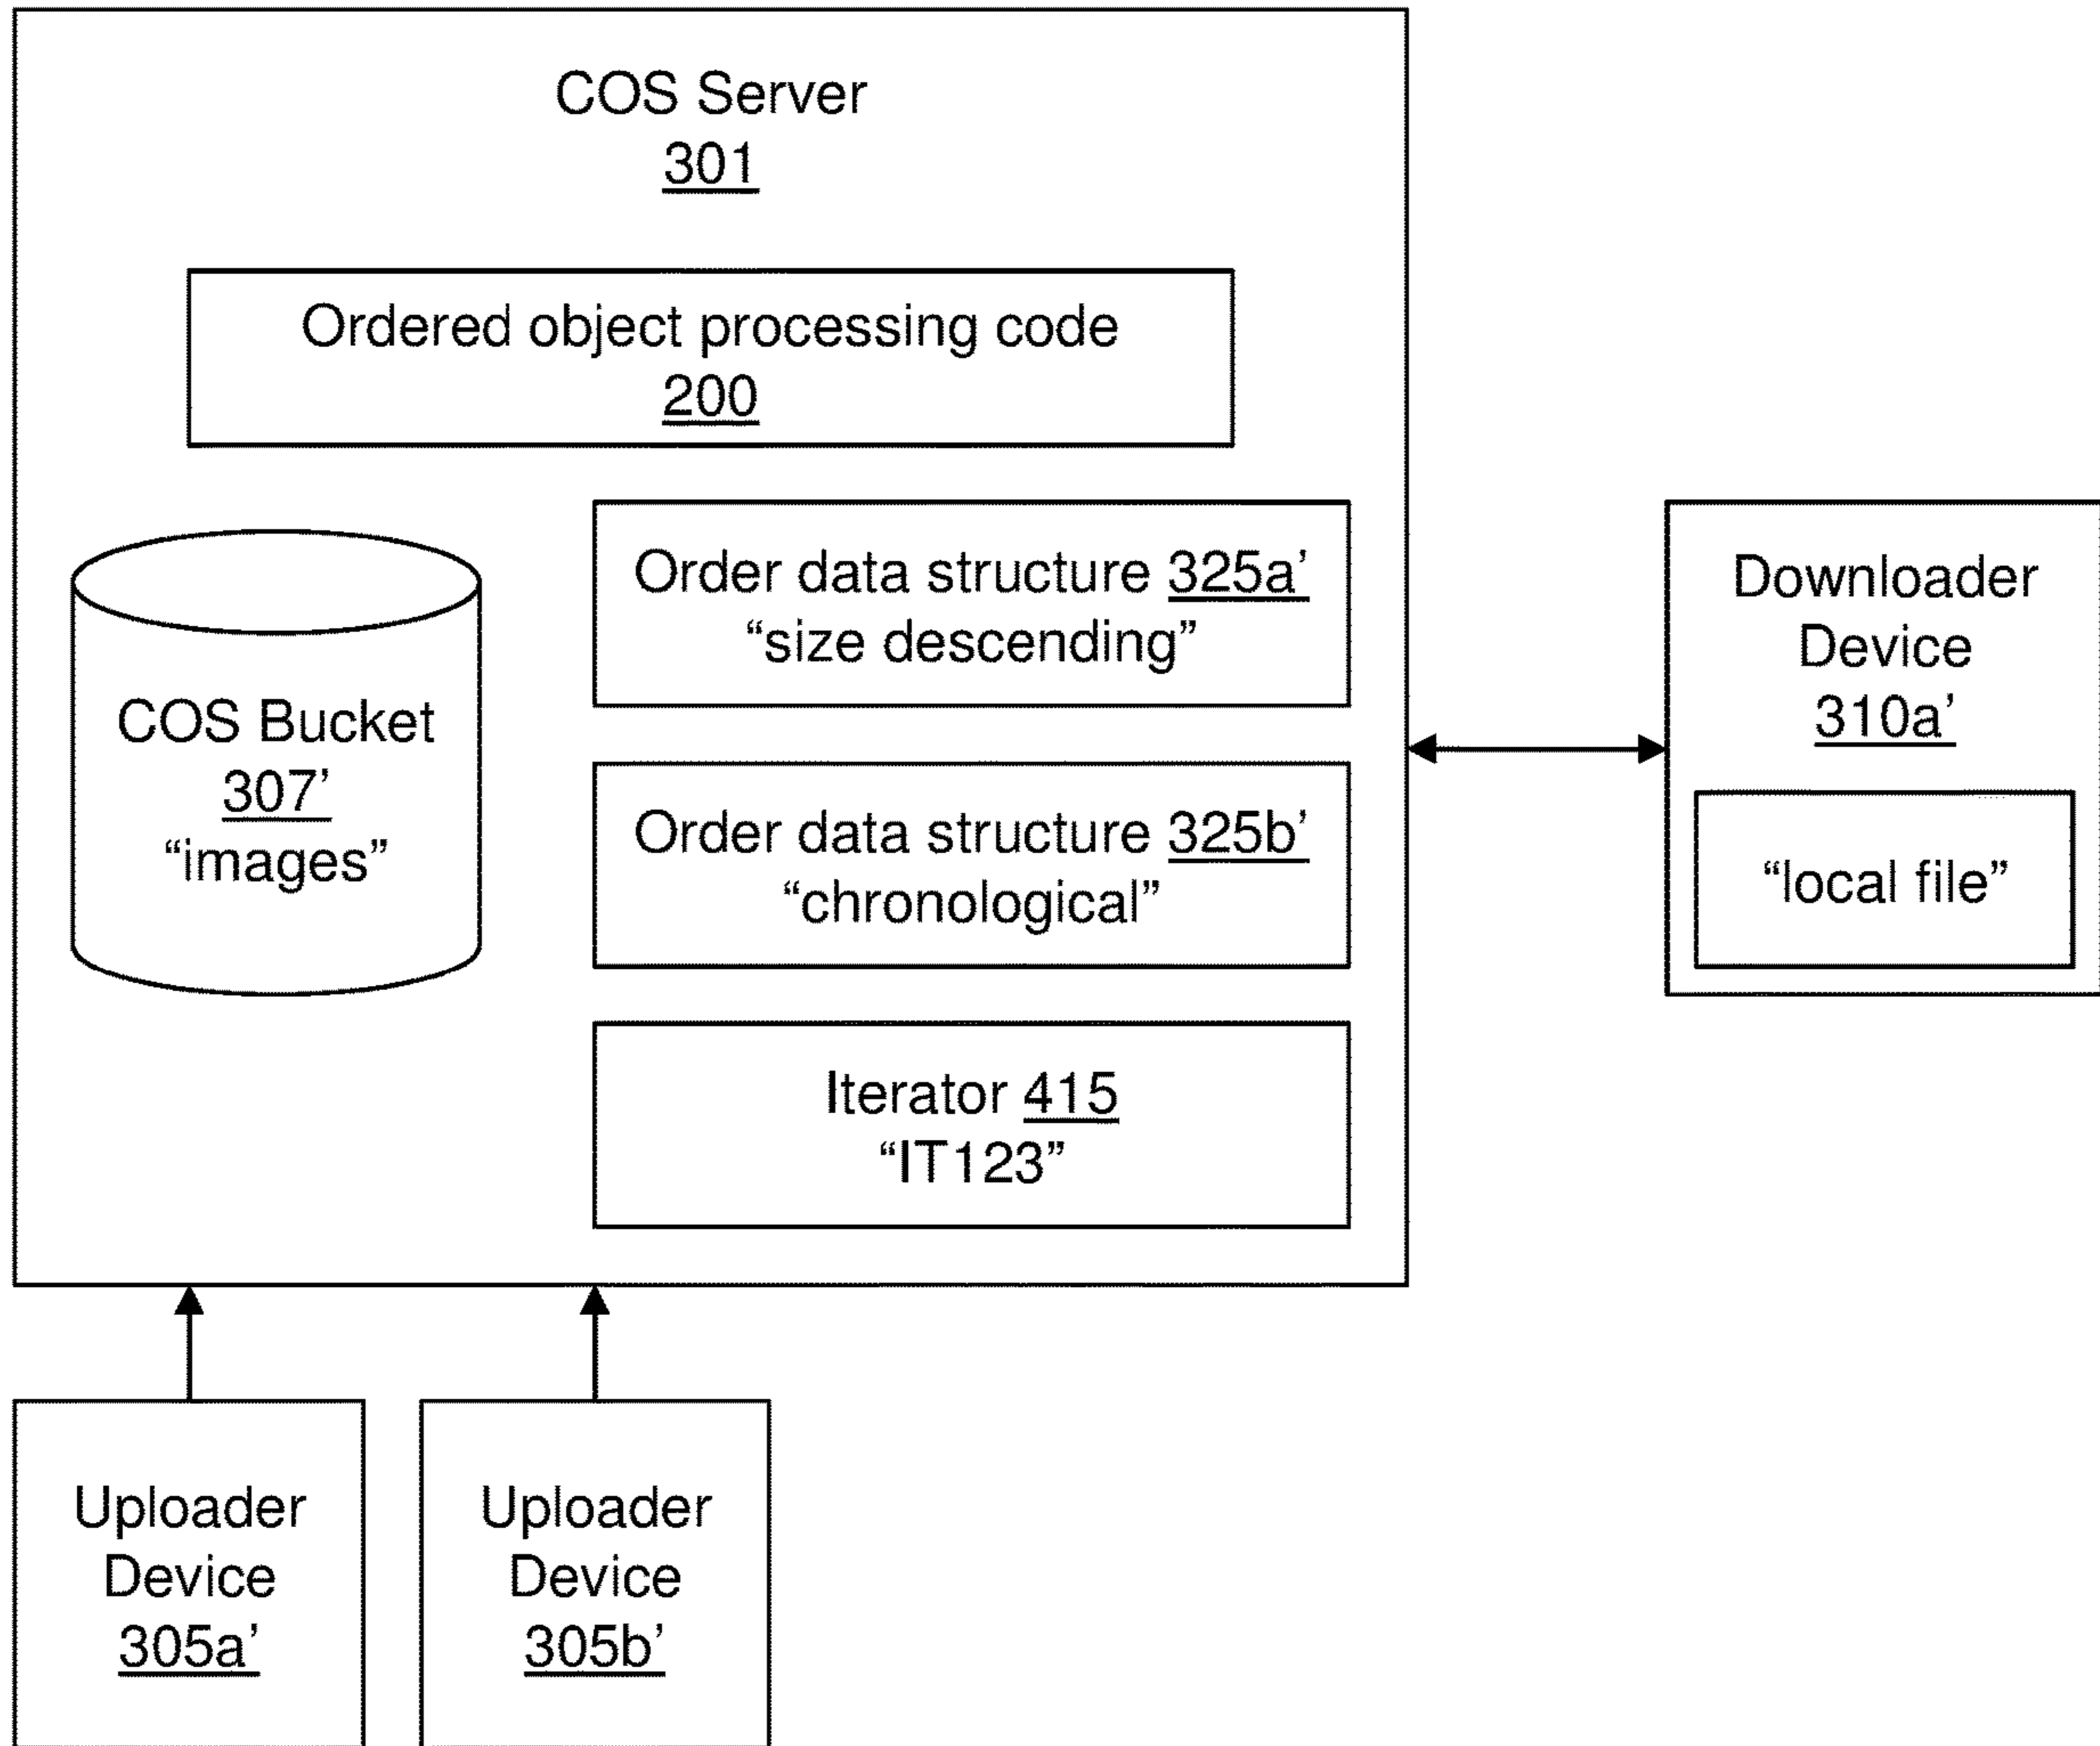 COS Server
301
Ordered object processing code
200
COS Bucket
307'
“images”
Order data structure 325a’
“size descending”
Order data structure 325b’
“chronological”
Iterator 415
“IT123”
Downloader
Device
310a’
“local file”
Uploader
Device
305a’
Uploader
Device
305b’